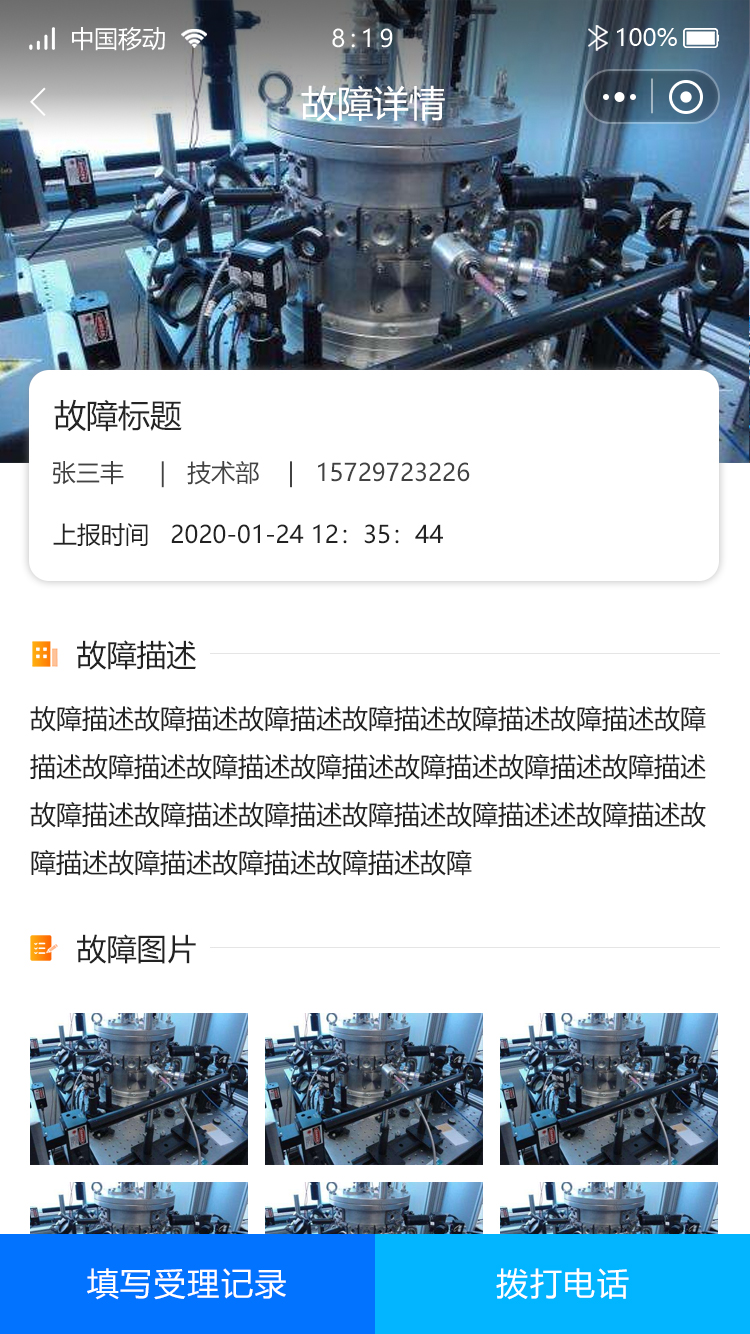 中国移动 8:19 100%
故障详情
故障标题
张三丰 | 技术部 | 15729723226
上报时间 2020-01-24 12：35：44
故障描述
故障描述故障描述故障描述故障描述故障描述故障描述故障
描述故障描述故障描述故障描述故障描述故障描述故障描述
故障描述故障描述故障描述故障描述故障描述述故障描述故
障描述故障描述故障描述故障描述故障
故障图片
填写受理记录 拨打电话